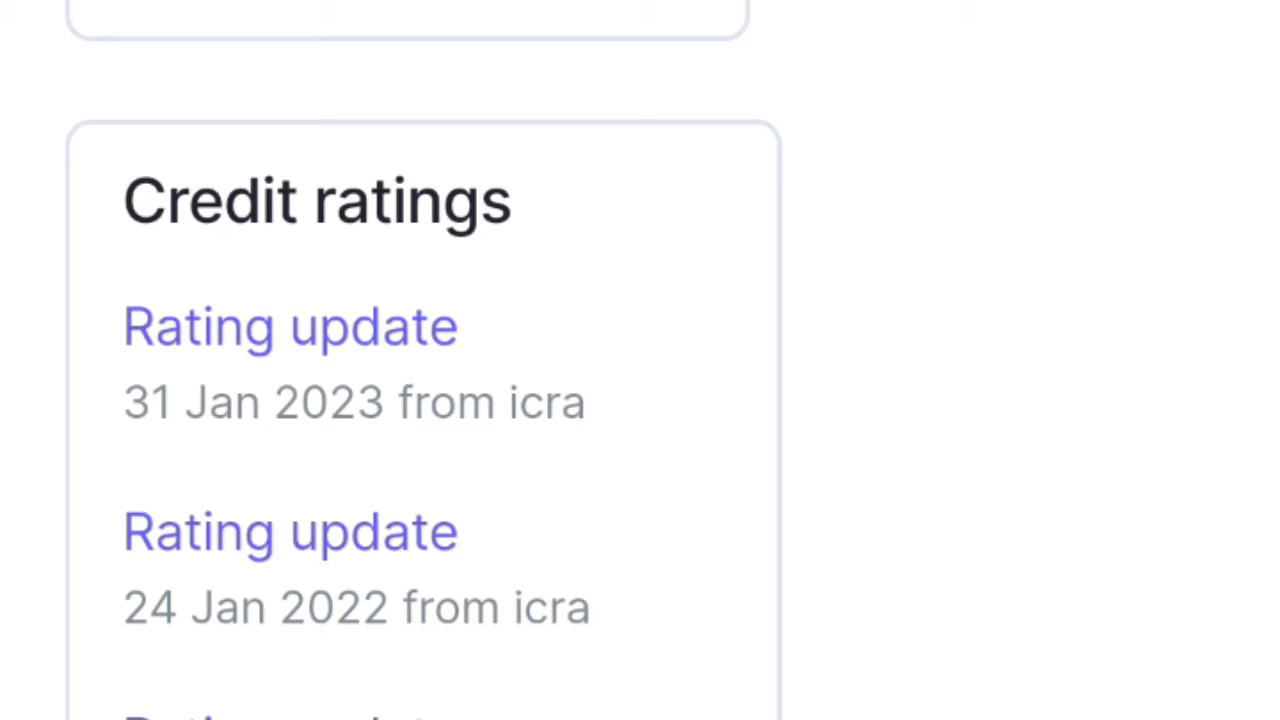 Credit ratings
Rating update
31 Jan 2023 from icra
Rating update
24 Jan 2022 from icra